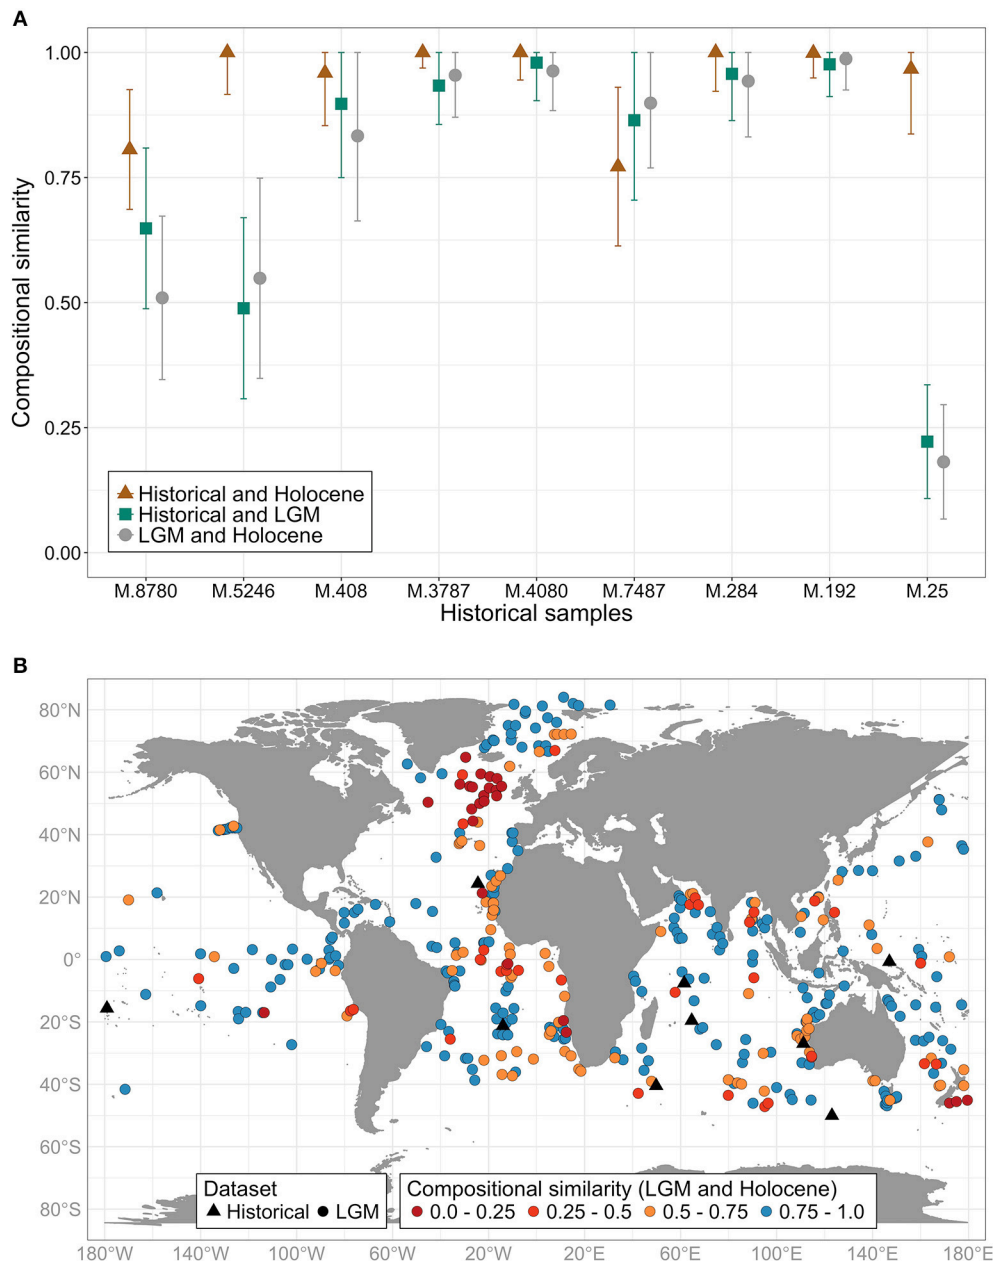 A
Compositional similarity
1.00
0.75
0.50
0.25
0.00
Historical and Holocene
Historical and LGM
LGM and Holocene
M.8780 M.5246 M.408 M.3787 M.4080 M.7487 M.284 M.192 M.25
Historical samples
B
80°N
60°N
40°N
20°N
0°
20°S
40°S
60°S
80°S
Dataset
Historical LGM
Compositional similarity (LGM and Holocene)
0.0 - 0.25 0.25 - 0.5 0.5 - 0.75 0.75 - 1.0
180°W 140°W 100°W 60°W 20°W 20°E 60°E 100°E 140°E 180°E